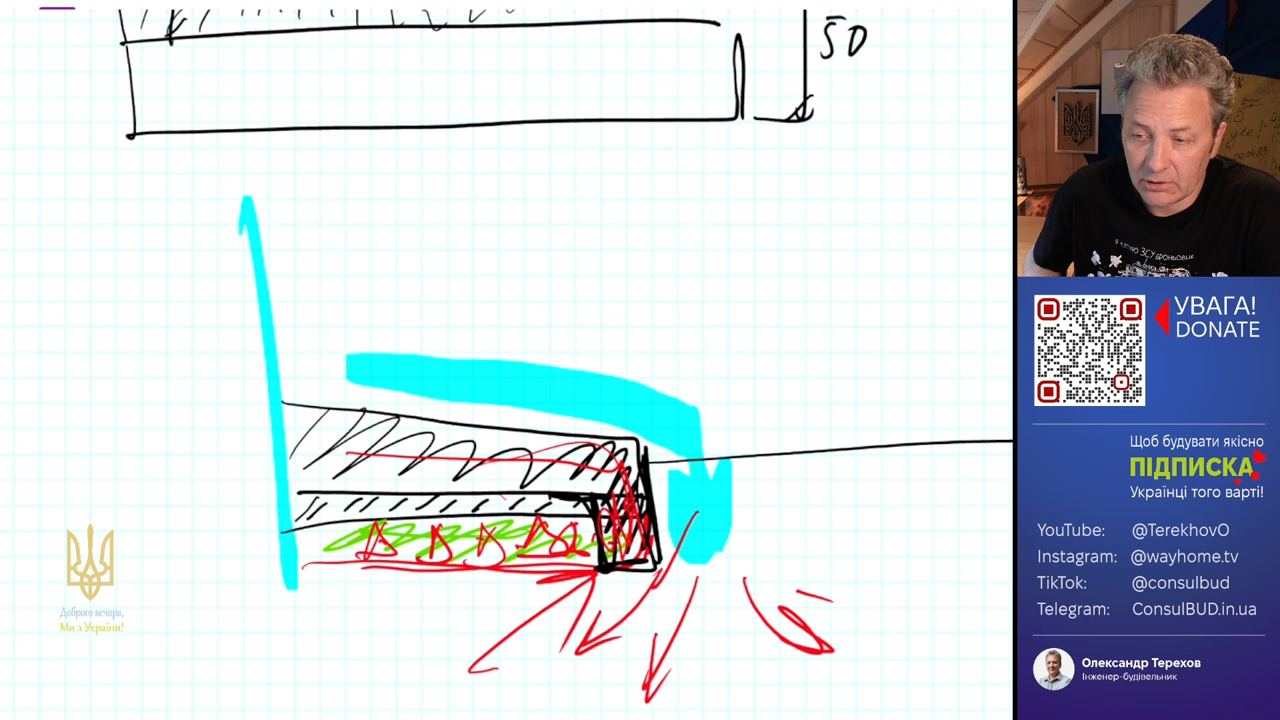 50
УВАГА!
DONATE
Щоб будувати якісно
ПІДПИСКА
Українці того варті!
YouTube: @TerekhovO
Instagram: @wayhome.tv
TikTok: @consulbud
Telegram: ConsulBUD.in.ua
Олександр Терехов
Інженер-будівельник
Доброго вечора,
Ми з України!